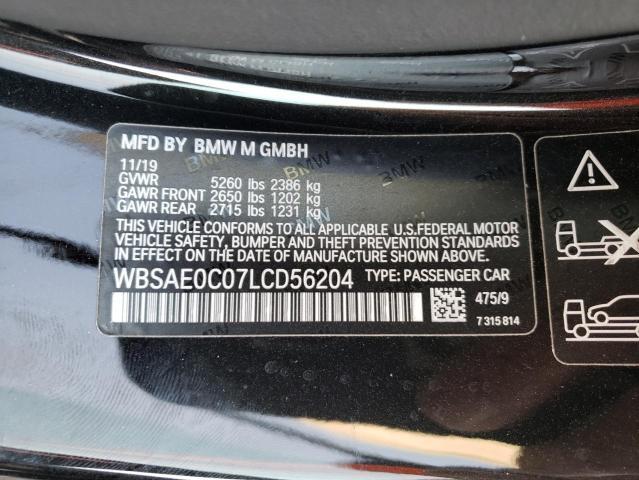 MFD BY BMW M GMBH
11/19
GVWR 5260 lbs 2386 kg
GAWR FRONT 2650 lbs 1202 kg
GAWR REAR 2715 lbs 1231 kg
THIS VEHICLE CONFORMS TO ALL APPLICABLE U.S.FEDERAL MOTOR
VEHICLE SAFETY, BUMPER AND THEFT PREVENTION STANDARDS
IN EFFECT ON THE DATE OF MANUFACTURE SHOWN ABOVE.
WBSAE0C07LCD56204 TYPE: PASSENGER CAR
475/9
7 315 814